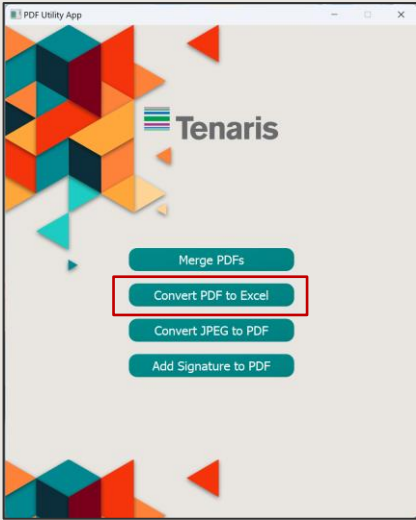 PDF Utility App
Tenaris
Merge PDFs
Convert PDF to Excel
Convert JPEG to PDF
Add Signature to PDF